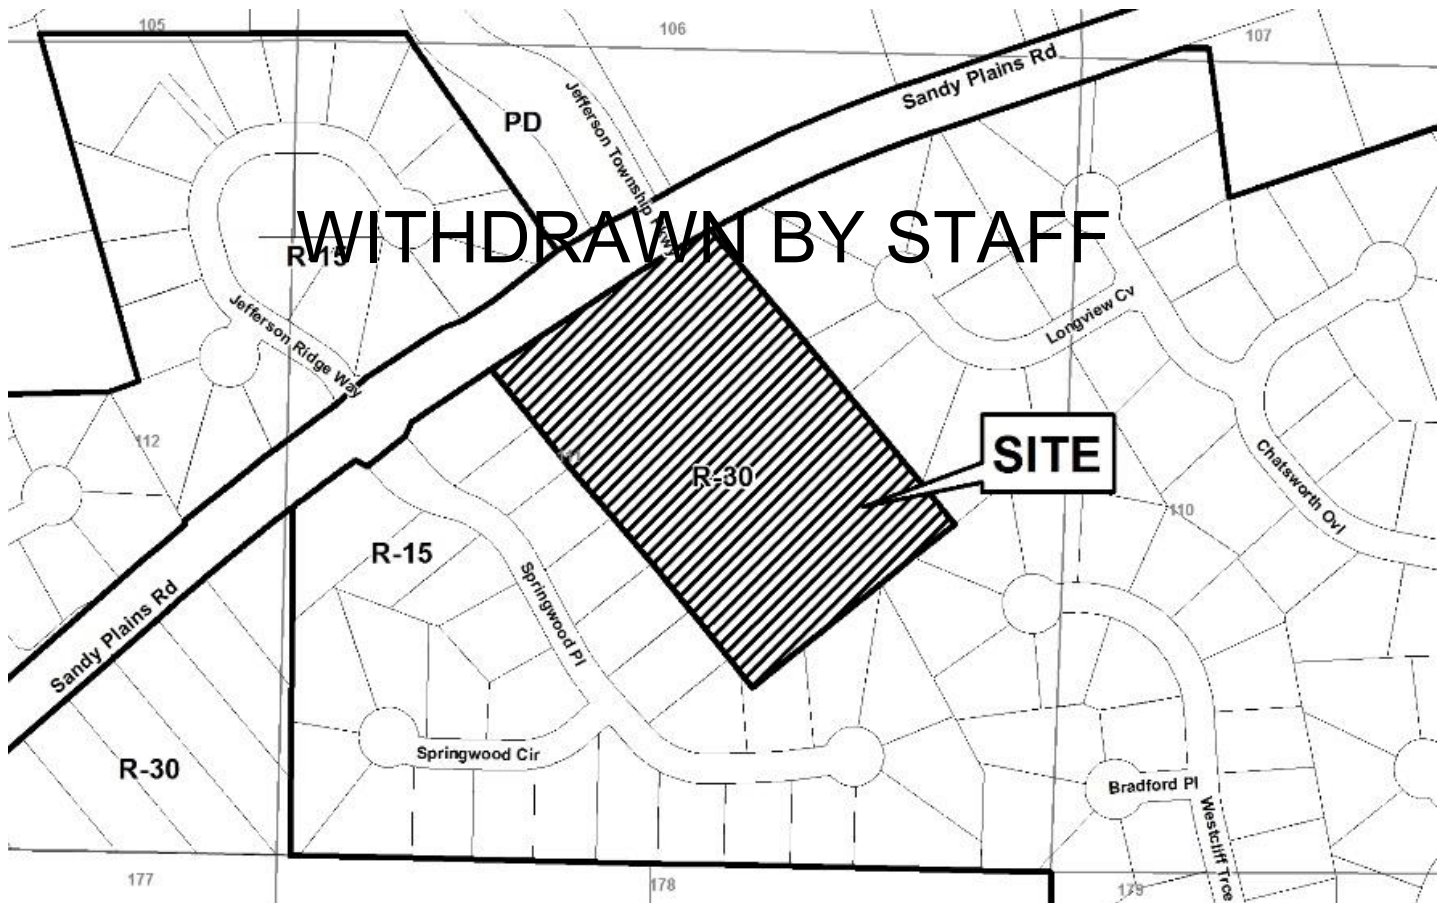 105
106
107
Sandy Plains Rd
Jefferson Township Pkwy
PD
WITHDRAWN BY STAFF
R-15
Jefferson Ridge Way
Longview Cv
112
111
R-30
SITE
Chatsworth Ovl
110
R-15
Springwood Pl
Sandy Plains Rd
Springwood Cir
R-30
Bradford Pl
Westcliff Trce
177
178
179